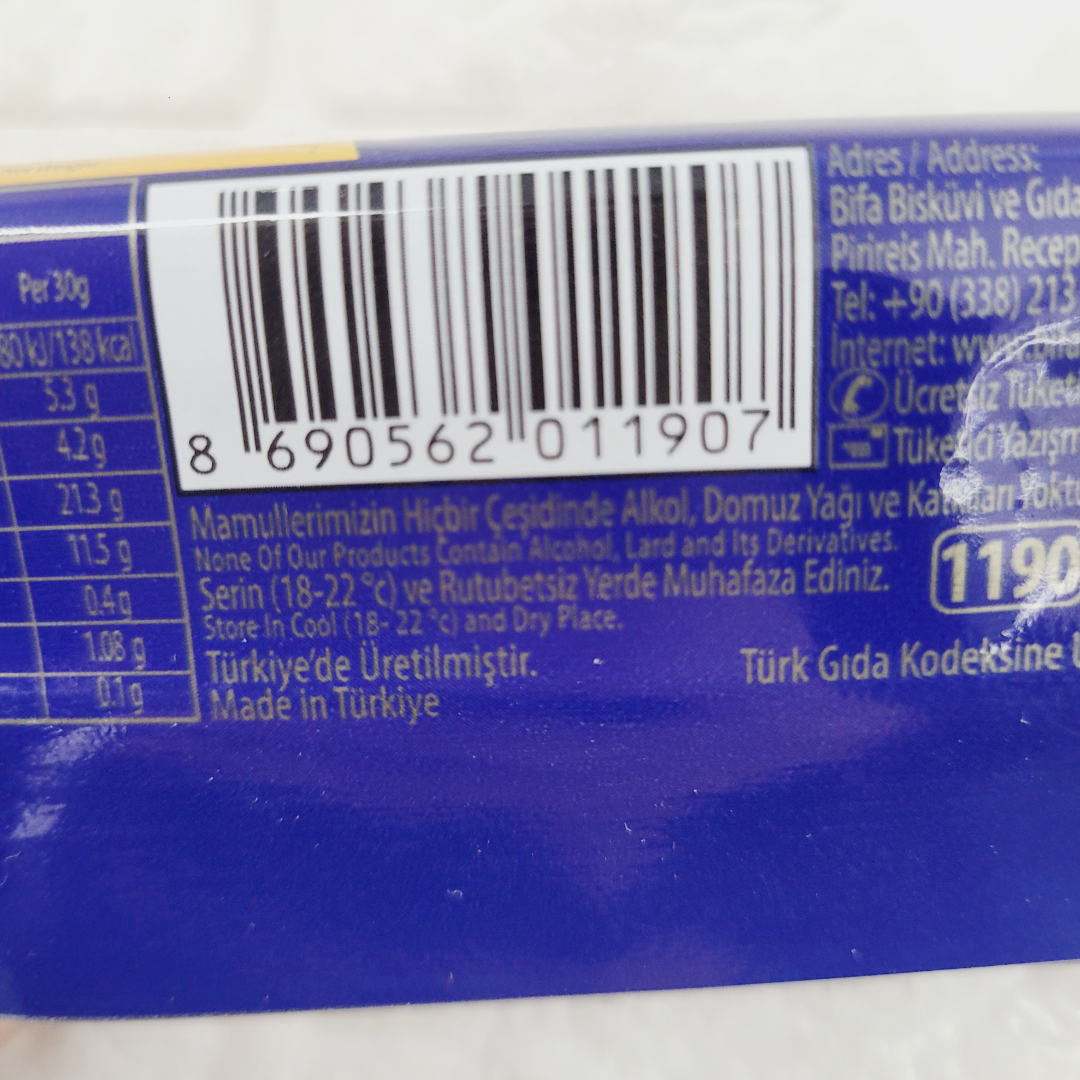 Per 30g
80 kJ/138 kcal
5.3 g
4.2 g
21.3 g
11.5 g
0.4 g
1.08 g
0.1 g
8 690562 011907
Mamullerimizin Hiçbir Çeşidinde Alkol, Domuz Yağı ve
None Of Our Products Contain Alcohol, Lard and Its Derivatives.
Serin (18-22 °c) ve Rutubetsiz Yerde Muhafaza Ediniz.
Store In Cool (18- 22 °c) and Dry Place.
Türkiye'de Üretilmiştir.
Made in Türkiye
Adres / Address:
Bifa Bisküvi ve Gıda
Pirireis Mah. Recep
Tel: +90 (338) 213
İnternet:
Ücretsiz
Tüketici Yazışm
1190
Türk Gıda Kodeksine